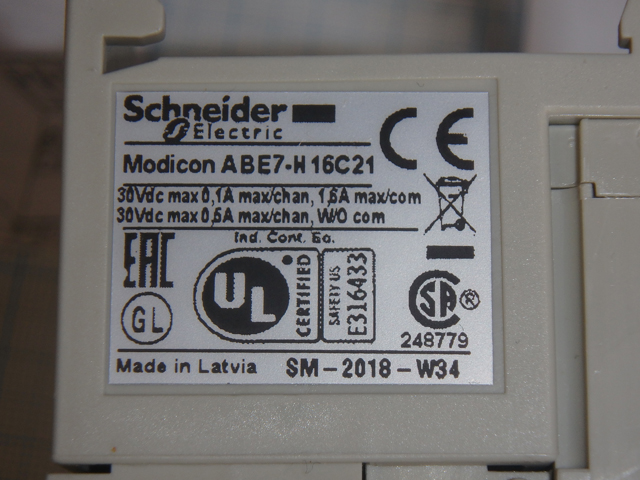 Schneider
Electric
CE
Modicon ABE7-H16C21
30Vdc max 0,1A max/chan, 1,6A max/com
30Vdc max 0,5A max/chan, W/O com
Ind. Cont. Eq.
EAC
UL
CERTIFIED
SAFETY US
E316433
GL
SA ®
248779
Made in Latvia SM-2018-W34